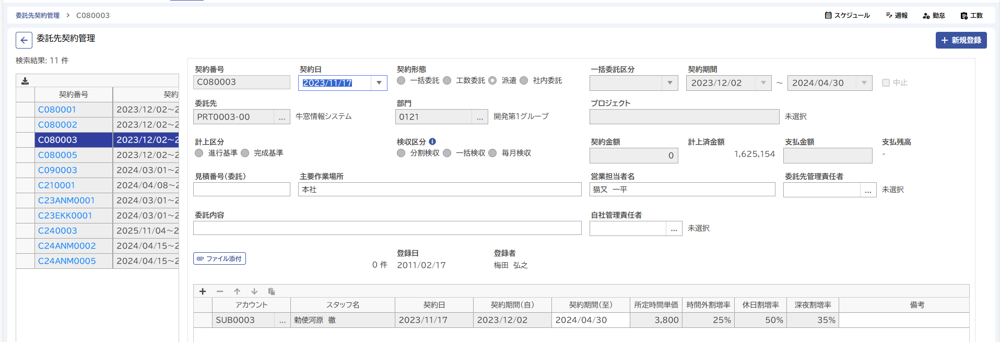 委託先契約管理 > C080003
スケジュール 週報 勤怠 工数
委託先契約管理
+ 新規登録
検索結果: 11 件
契約番号 契約
C080001 2023/12/02～2
C080002 2023/12/02～2
C080003 2023/12/02～2
C080005 2023/12/02～2
C090003 2024/03/01～2
C210001 2024/04/08～2
C23ANM0001 2024/03/01～2
C23EKK0001 2024/03/01～2
C240003 2025/11/04～2
C24ANM0002 2024/04/15～2
C24ANM0005 2024/04/15～2
契約番号 契約日 契約形態 一括委託区分 契約期間
C080003 2023/11/17 一括委託 工数委託 派遣 社内委託 2023/12/02 ～ 2024/04/30 中止
委託先 部門 プロジェクト
PRT0003-00 ... 牛窓情報システム 0121 ... 開発第1グループ 未選択
計上区分 検収区分 契約金額 計上済金額 支払金額 支払残高
進行基準 完成基準 分割検収 一括検収 毎月検収 0 1,625,154 -
見積番号(委託) 主要作業場所 営業担当者名 委託先管理責任者
本社 猫又 一平 ... 未選択
委託内容 自社管理責任者
... 未選択
ファイル添付 0 件
登録日 登録者
2011/02/17 梅田 弘之
アカウント スタッフ名 契約日 契約期間(自) 契約期間(至) 所定時間単価 時間外割増率 休日割増率 深夜割増率 備考
SUB0003 ... 勅使河原 徹 2023/11/17 2023/12/02 2024/04/30 3,800 25% 50% 35%